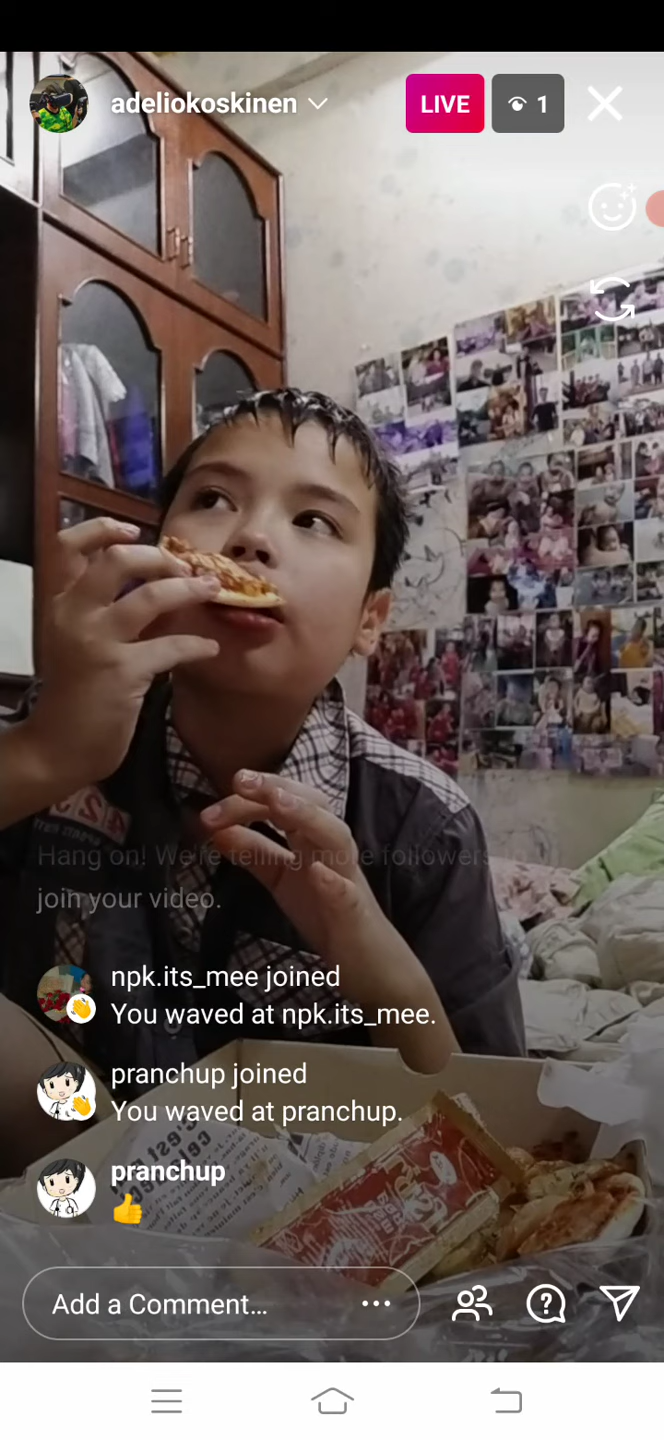 adeliokoskinen
LIVE
1
Hang on! We're telling more followers to
join your video.
npk.its_mee joined
You waved at npk.its_mee.
pranchup joined
You waved at pranchup.
pranchup
Add a Comment...